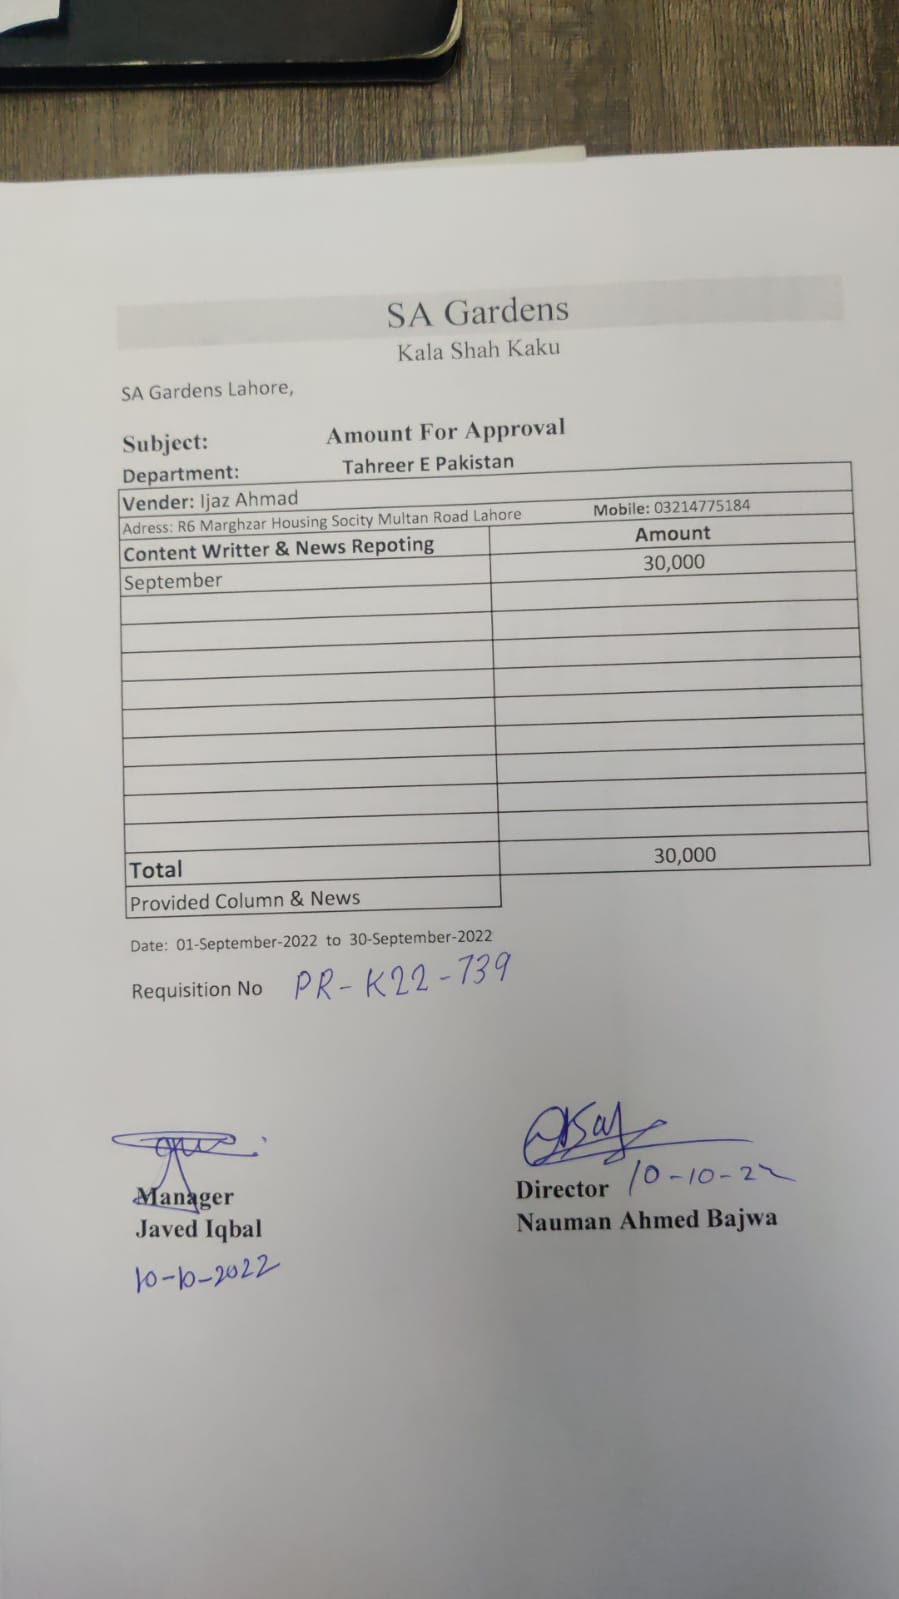 SA Gardens
Kala Shah Kaku
SA Gardens Lahore,
Subject: Amount For Approval
Department: Tahreer E Pakistan
Vender: Ijaz Ahmad
Adress: R6 Marghzar Housing Socity Multan Road Lahore Mobile: 03214775184
Content Writter & News Repoting Amount
September 30,000
Total 30,000
Provided Column & News
Date: 01-September-2022 to 30-September-2022
Requisition No PR-K22-739
Manager Director 10-10-22
Javed Iqbal Nauman Ahmed Bajwa
10-10-2022